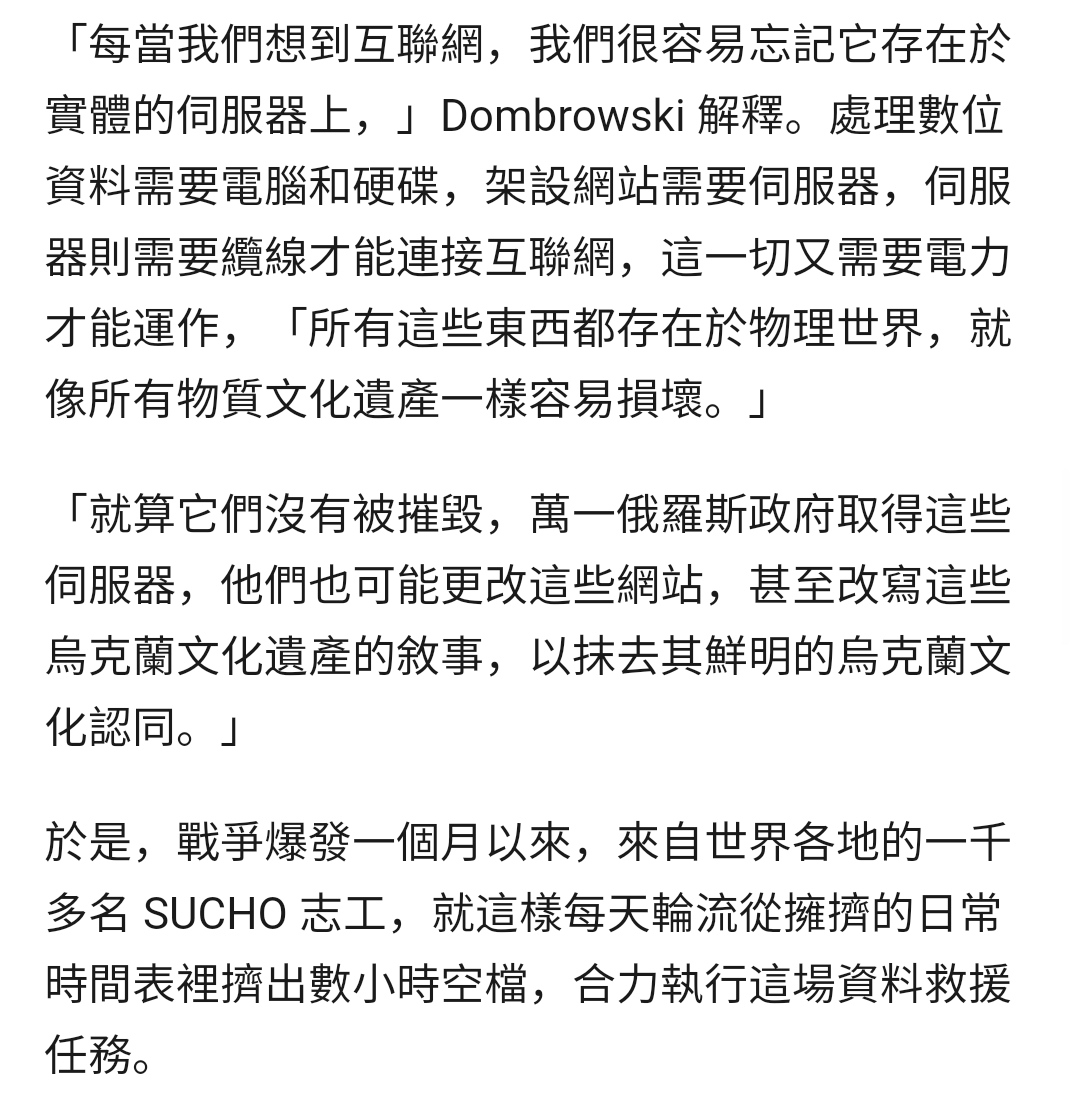 「每當我們想到互聯網，我們很容易忘記它存在於
實體的伺服器上，」Dombrowski 解釋。處理數位
資料需要電腦和硬碟，架設網站需要伺服器，伺服
器則需要纜線才能連接互聯網，這一切又需要電力
才能運作，「所有這些東西都存在於物理世界，就
像所有物質文化遺產一樣容易損壞。」
「就算它們沒有被摧毀，萬一俄羅斯政府取得這些
伺服器，他們也可能更改這些網站，甚至改寫這些
烏克蘭文化遺產的敘事，以抹去其鮮明的烏克蘭文
化認同。」
於是，戰爭爆發一個月以來，來自世界各地的一千
多名 SUCHO 志工，就這樣每天輪流從擁擠的日常
時間表裡擠出數小時空檔，合力執行這場資料救援
任務。